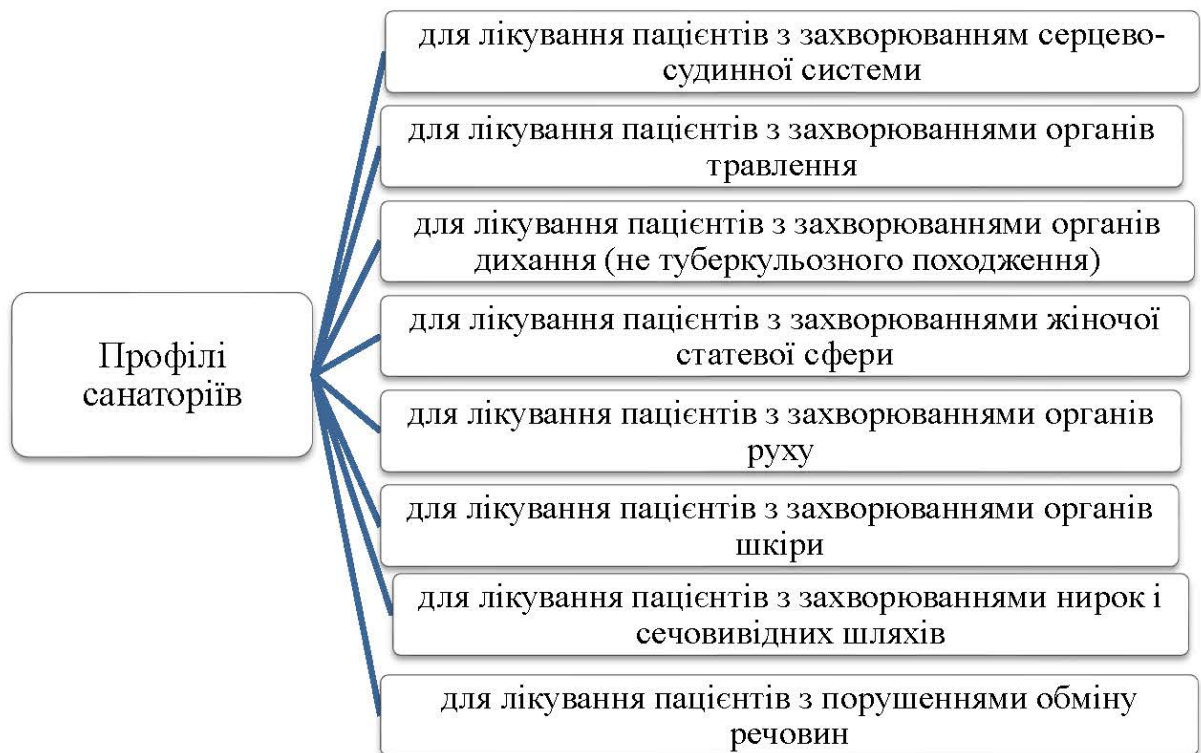 для лікування пацієнтів з захворюванням серцево-
судинної системи
для лікування пацієнтів з захворюваннями органів
травлення
для лікування пацієнтів з захворюваннями органів
дихання (не туберкульозного походження)
Профілі
санаторіїв
для лікування пацієнтів з захворюваннями жіночої
статевої сфери
для лікування пацієнтів з захворюваннями органів
руху
для лікування пацієнтів з захворюваннями органів
шкіри
для лікування пацієнтів з захворюваннями нирок і
сечовивідних шляхів
для лікування пацієнтів з порушеннями обміну
речовин